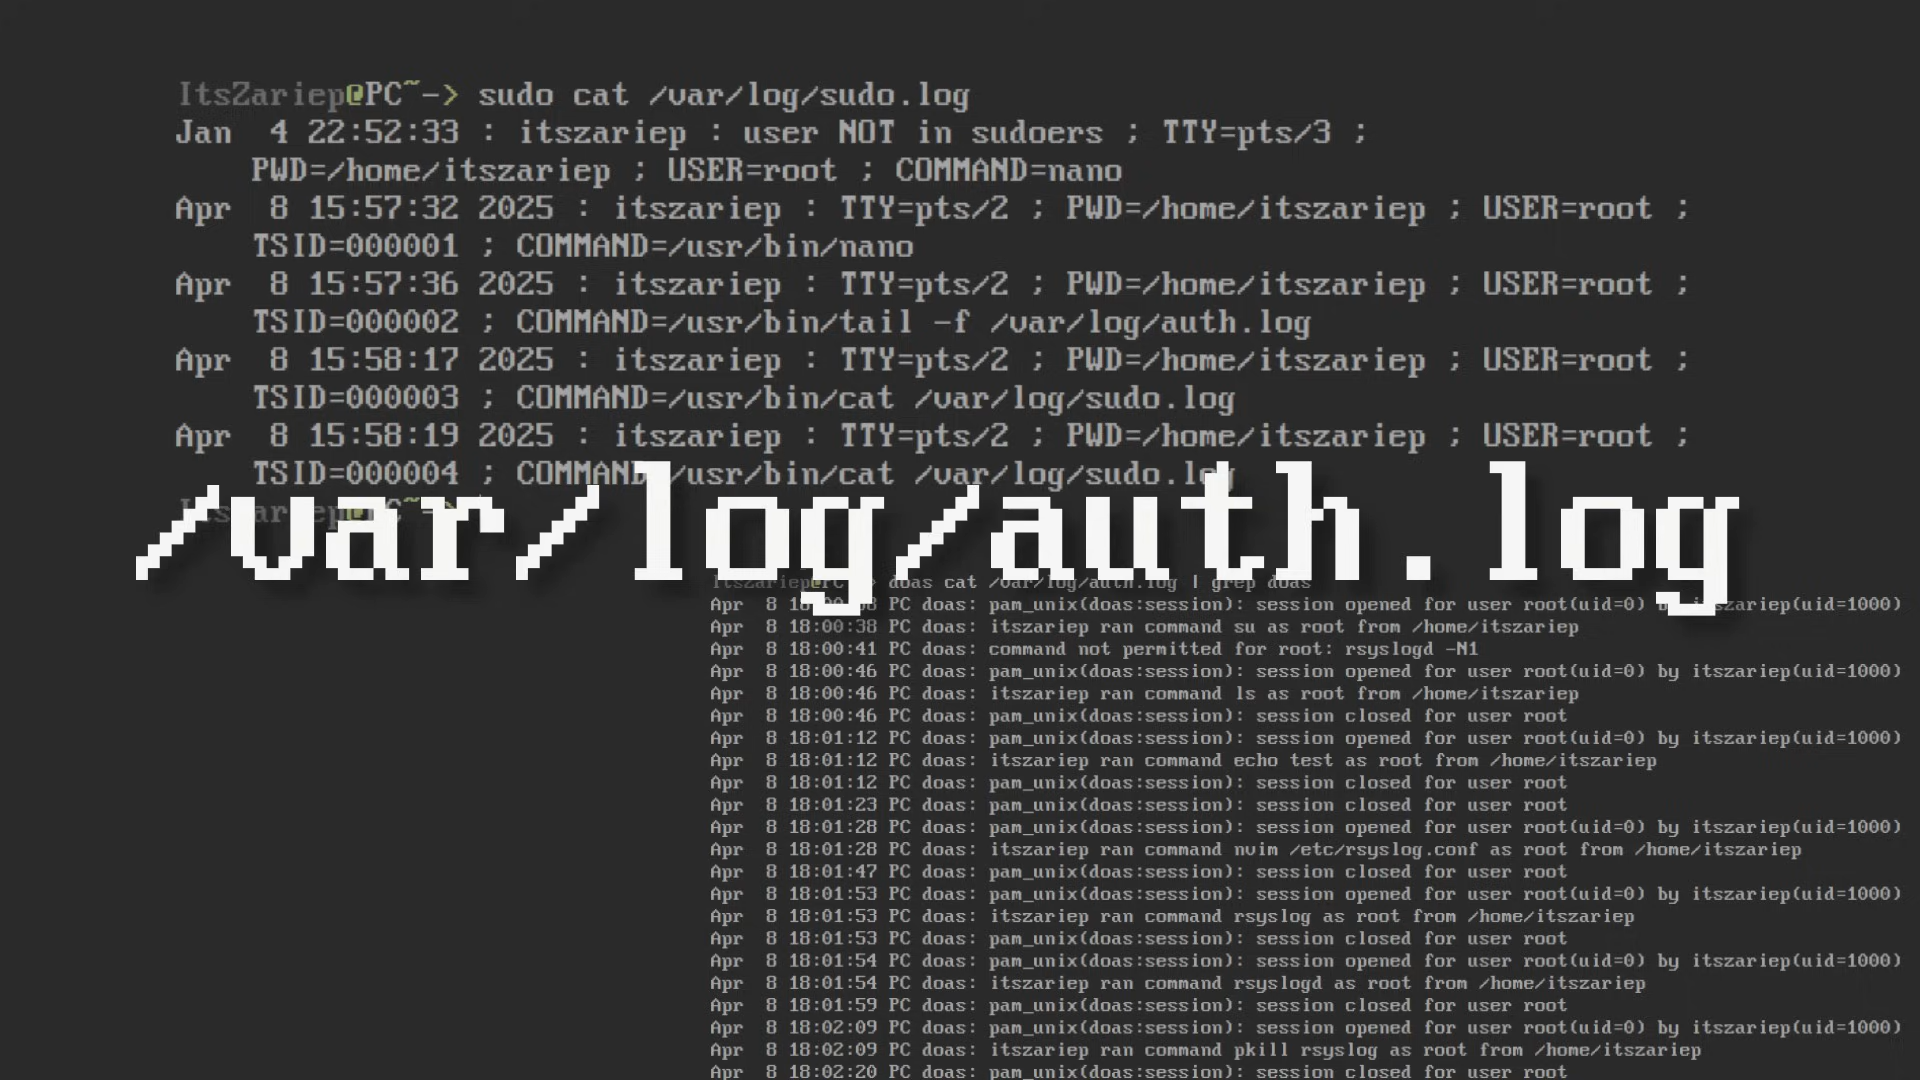 ItsZariep@PC~-> sudo cat /var/log/sudo.log
Jan  4 22:52:33 : itszariep : user NOT in sudoers ; TTY=pts/3 ;
    PWD=/home/itszariep ; USER=root ; COMMAND=nano
Apr  8 15:57:32 2025 : itszariep : TTY=pts/2 ; PWD=/home/itszariep ; USER=root ;
    TSID=000001 ; COMMAND=/usr/bin/nano
Apr  8 15:57:36 2025 : itszariep : TTY=pts/2 ; PWD=/home/itszariep ; USER=root ;
    TSID=000002 ; COMMAND=/usr/bin/tail -f /var/log/auth.log
Apr  8 15:58:17 2025 : itszariep : TTY=pts/2 ; PWD=/home/itszariep ; USER=root ;
    TSID=000003 ; COMMAND=/usr/bin/cat /var/log/sudo.log
Apr  8 15:58:19 2025 : itszariep : TTY=pts/2 ; PWD=/home/itszariep ; USER=root ;
    TSID=000004 ; COMMAND=/usr/bin/cat /var/log/sudo.log
/var/log/auth.log
doas cat /var/log/auth.log | grep doas
Apr  8 PC doas: pam_unix(doas:session): session opened for user root(uid=0) by itszariep(uid=1000)
Apr  8 18:00:38 PC doas: itszariep ran command su as root from /home/itszariep
Apr  8 18:00:41 PC doas: command not permitted for root: rsyslogd -N1
Apr  8 18:00:46 PC doas: pam_unix(doas:session): session opened for user root(uid=0) by itszariep(uid=1000)
Apr  8 18:00:46 PC doas: itszariep ran command ls as root from /home/itszariep
Apr  8 18:00:46 PC doas: pam_unix(doas:session): session closed for user root
Apr  8 18:01:12 PC doas: pam_unix(doas:session): session opened for user root(uid=0) by itszariep(uid=1000)
Apr  8 18:01:12 PC doas: itszariep ran command echo test as root from /home/itszariep
Apr  8 18:01:12 PC doas: pam_unix(doas:session): session closed for user root
Apr  8 18:01:23 PC doas: pam_unix(doas:session): session closed for user root
Apr  8 18:01:28 PC doas: pam_unix(doas:session): session opened for user root(uid=0) by itszariep(uid=1000)
Apr  8 18:01:28 PC doas: itszariep ran command nvim /etc/rsyslog.conf as root from /home/itszariep
Apr  8 18:01:47 PC doas: pam_unix(doas:session): session closed for user root
Apr  8 18:01:53 PC doas: pam_unix(doas:session): session opened for user root(uid=0) by itszariep(uid=1000)
Apr  8 18:01:53 PC doas: itszariep ran command rsyslog as root from /home/itszariep
Apr  8 18:01:53 PC doas: pam_unix(doas:session): session closed for user root
Apr  8 18:01:54 PC doas: pam_unix(doas:session): session opened for user root(uid=0) by itszariep(uid=1000)
Apr  8 18:01:54 PC doas: itszariep ran command rsyslogd as root from /home/itszariep
Apr  8 18:01:59 PC doas: pam_unix(doas:session): session closed for user root
Apr  8 18:02:09 PC doas: pam_unix(doas:session): session opened for user root(uid=0) by itszariep(uid=1000)
Apr  8 18:02:09 PC doas: itszariep ran command pkill rsyslog as root from /home/itszariep
Apr  8 18:02:20 PC doas: pam_unix(doas:session): session closed for user root